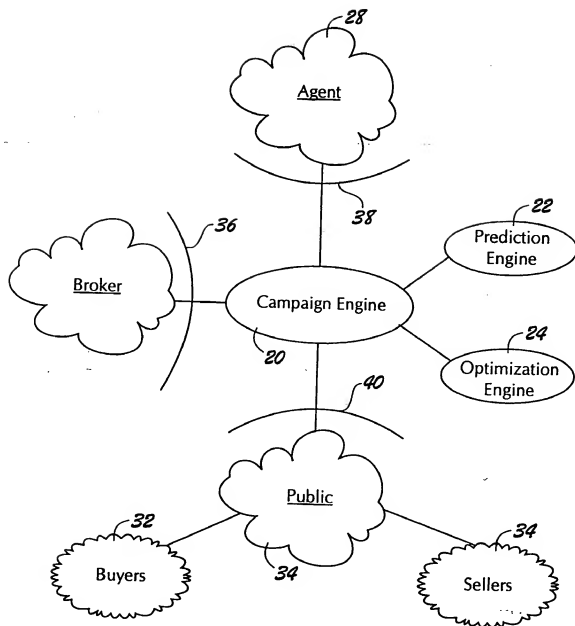 28
Agent
38
36
22
Prediction
Engine
Broker
Campaign Engine
20
24
Optimization
Engine
40
Public
34
32
Buyers
34
Sellers